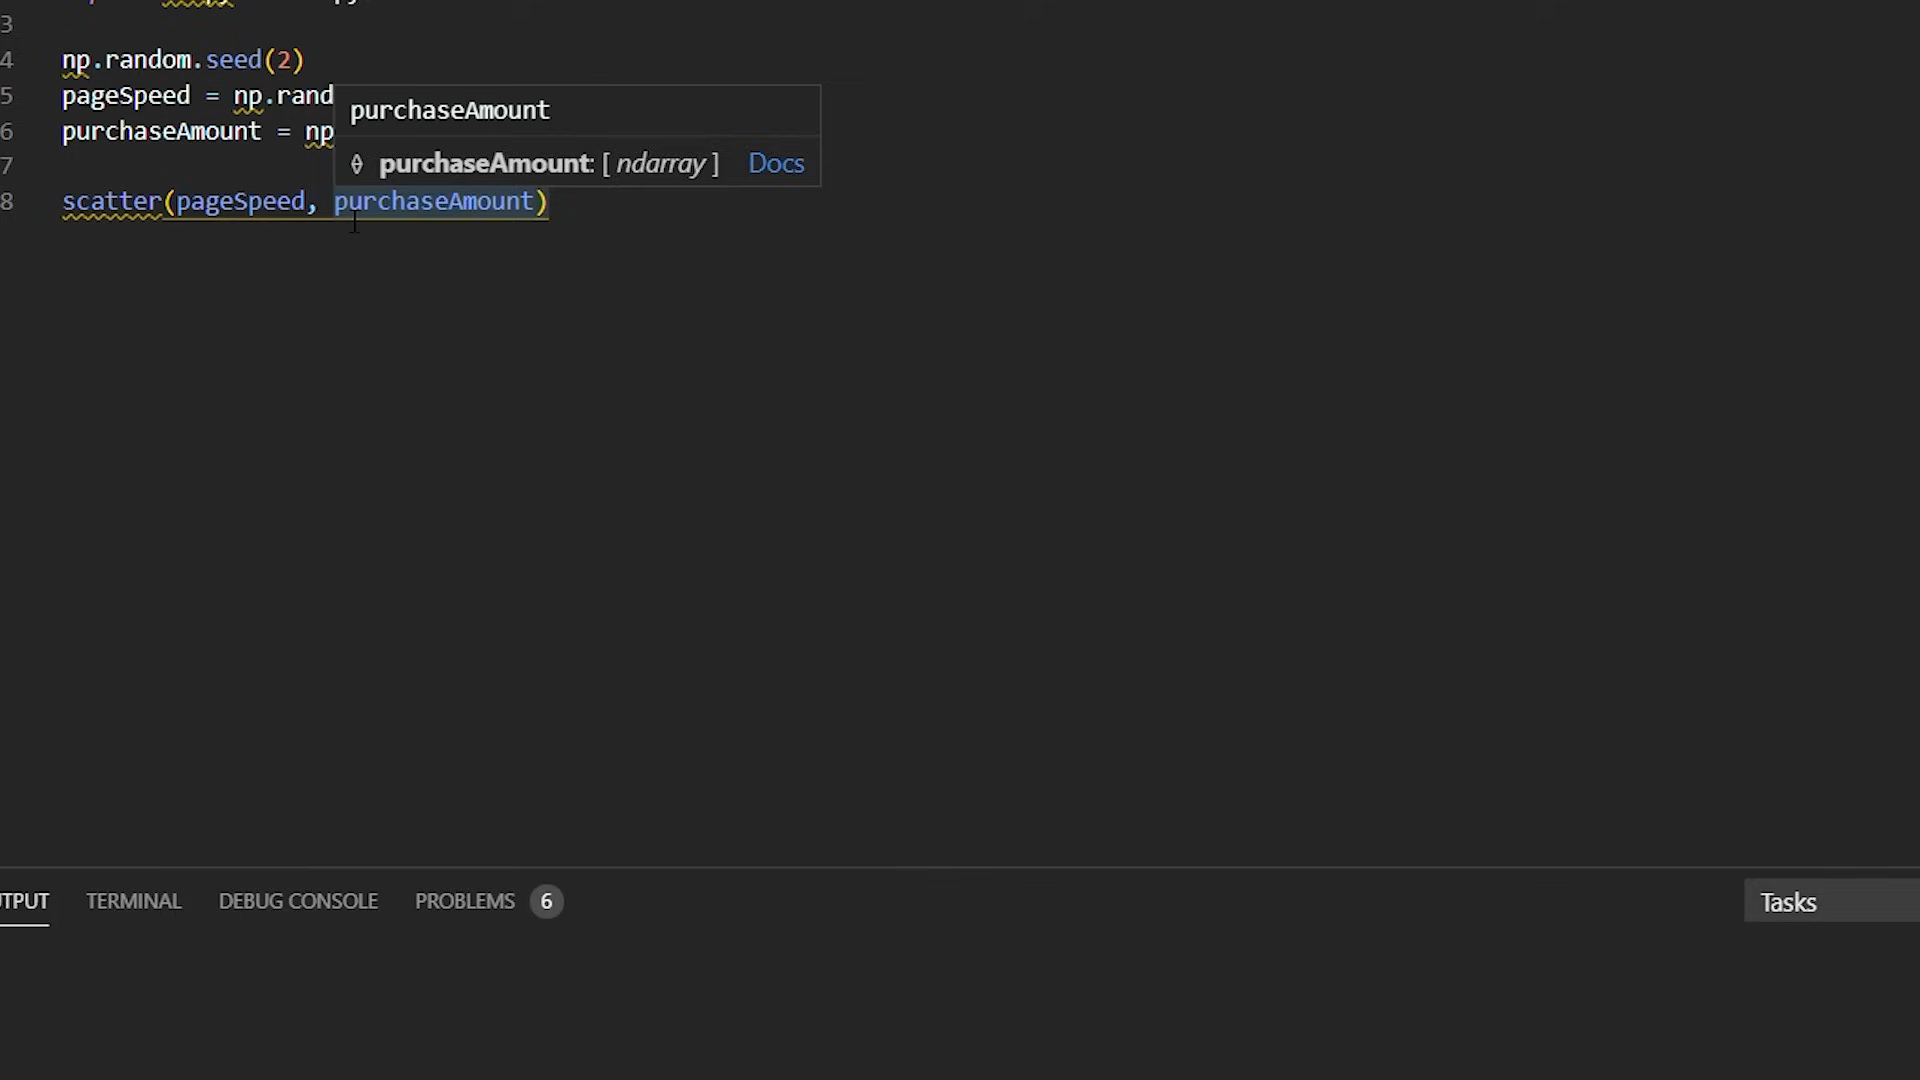 3
4 np.random.seed(2)
5 pageSpeed = np.rand
6 purchaseAmount = np
7
8 scatter(pageSpeed, purchaseAmount)
purchaseAmount
purchaseAmount: [ ndarray ] Docs
TERMINAL DEBUG CONSOLE PROBLEMS 6 Tasks